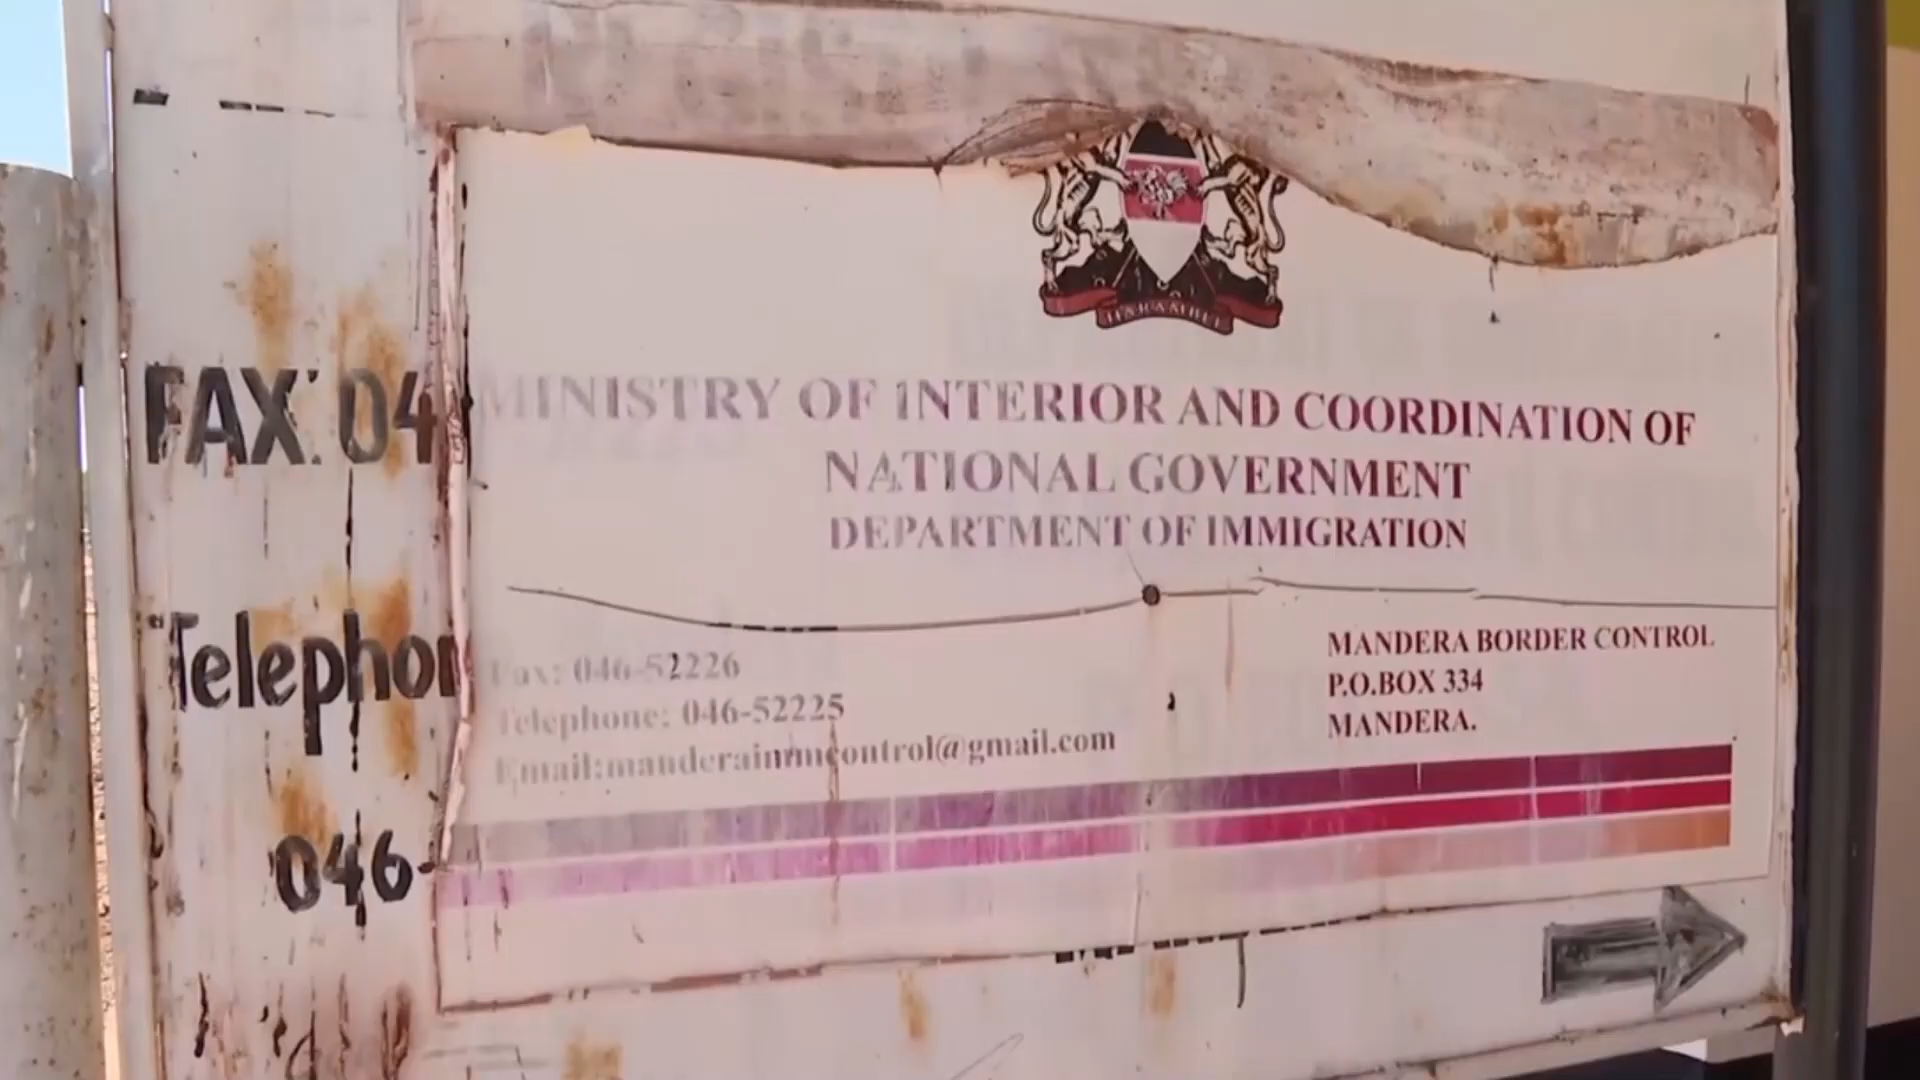 HARAMBEE
MINISTRY OF INTERIOR AND COORDINATION OF
NATIONAL GOVERNMENT
DEPARTMENT OF IMMIGRATION
Fax: 046-52226
Telephone: 046-52225
Email:manderaimmcontrol@gmail.com
MANDERA BORDER CONTROL
P.O.BOX 334
MANDERA.
FAX: 04
Telephon
046-